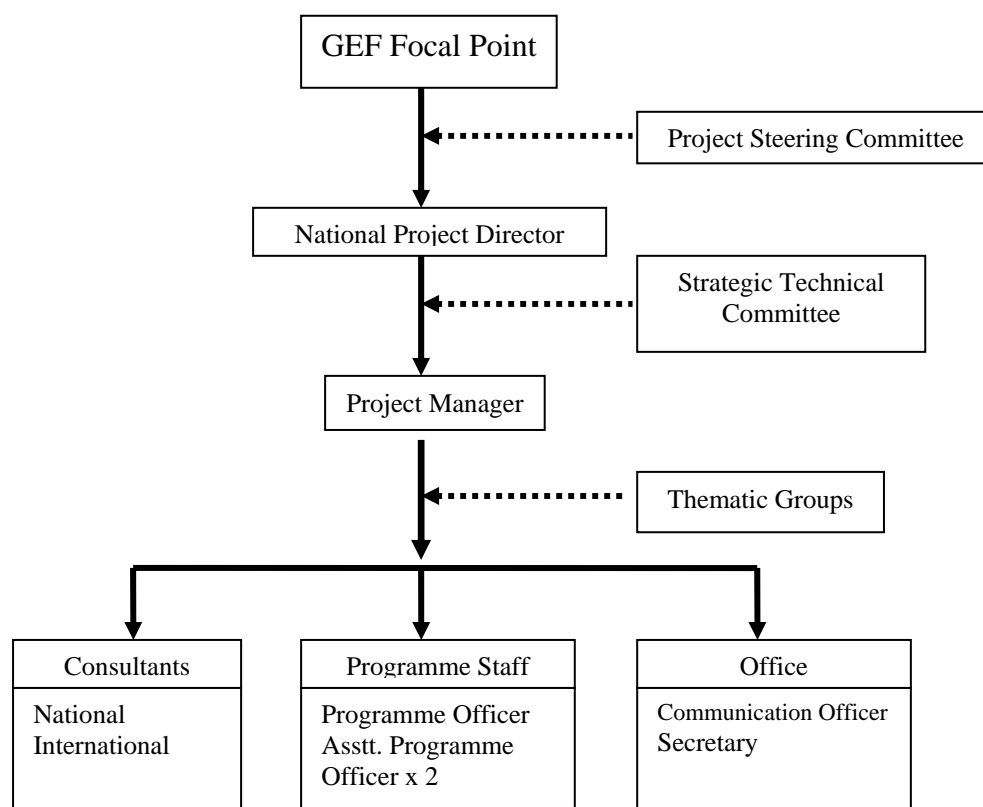 GEF Focal Point
Project Steering Committee
National Project Director
Strategic Technical
Committee
Project Manager
Thematic Groups
Consultants
National
International
Programme Staff
Programme Officer
Asstt. Programme
Officer x 2
Office
Communication Officer
Secretary